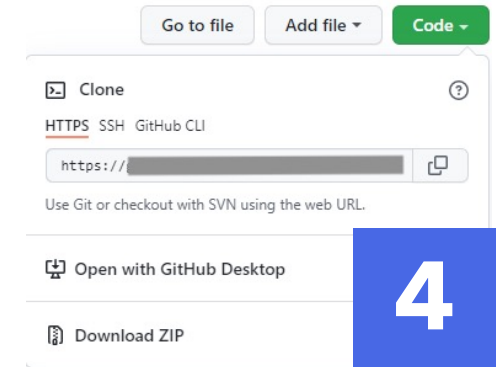 Go to file Add file Code
Clone
HTTPS SSH GitHub CLI
https://
Use Git or checkout with SVN using the web URL.
Open with GitHub Desktop
Download ZIP
4